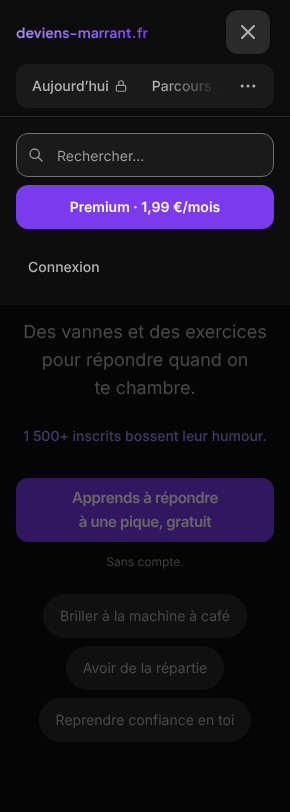 deviens-marrant.fr
Aujourd'hui Parcours ...
Rechercher...
Premium · 1,99 €/mois
Connexion
Des vannes et des exercices
pour répondre quand on
te chambre.
1 500+ inscrits bossent leur humour.
Apprends à répondre
à une pique, gratuit
Sans compte.
Briller à la machine à café
Avoir de la répartie
Reprendre confiance en toi